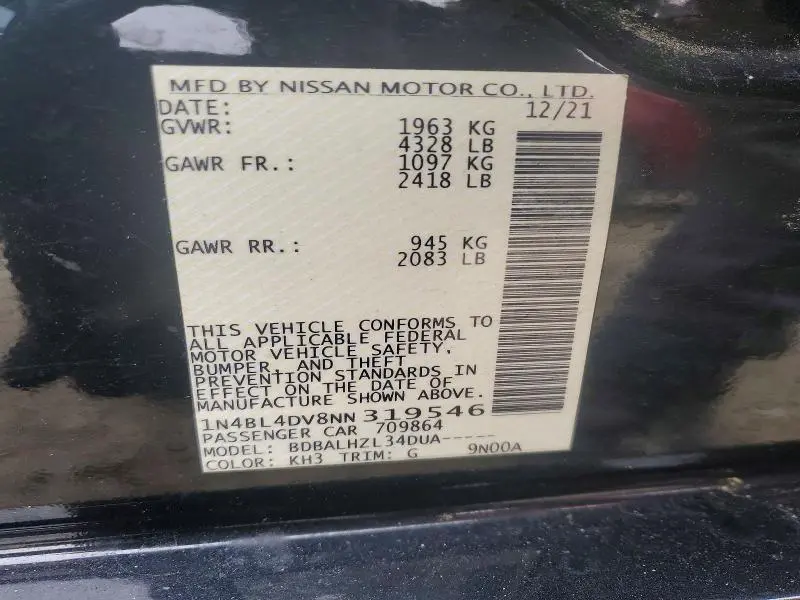 MFD BY NISSAN MOTOR CO., LTD.
DATE: 12/21
GVWR: 1963 KG
4328 LB
GAWR FR.: 1097 KG
2418 LB
GAWR RR.: 945 KG
2083 LB
THIS VEHICLE CONFORMS TO
ALL APPLICABLE FEDERAL
MOTOR VEHICLE SAFETY,
BUMPER, AND THEFT
PREVENTION STANDARDS IN
EFFECT ON THE DATE OF
MANUFACTURE SHOWN ABOVE.
1N4BL4DV8NN319546
PASSENGER CAR 709864
MODEL: BDBALHZL34DUA-----
COLOR: KH3 TRIM: G 9N00A